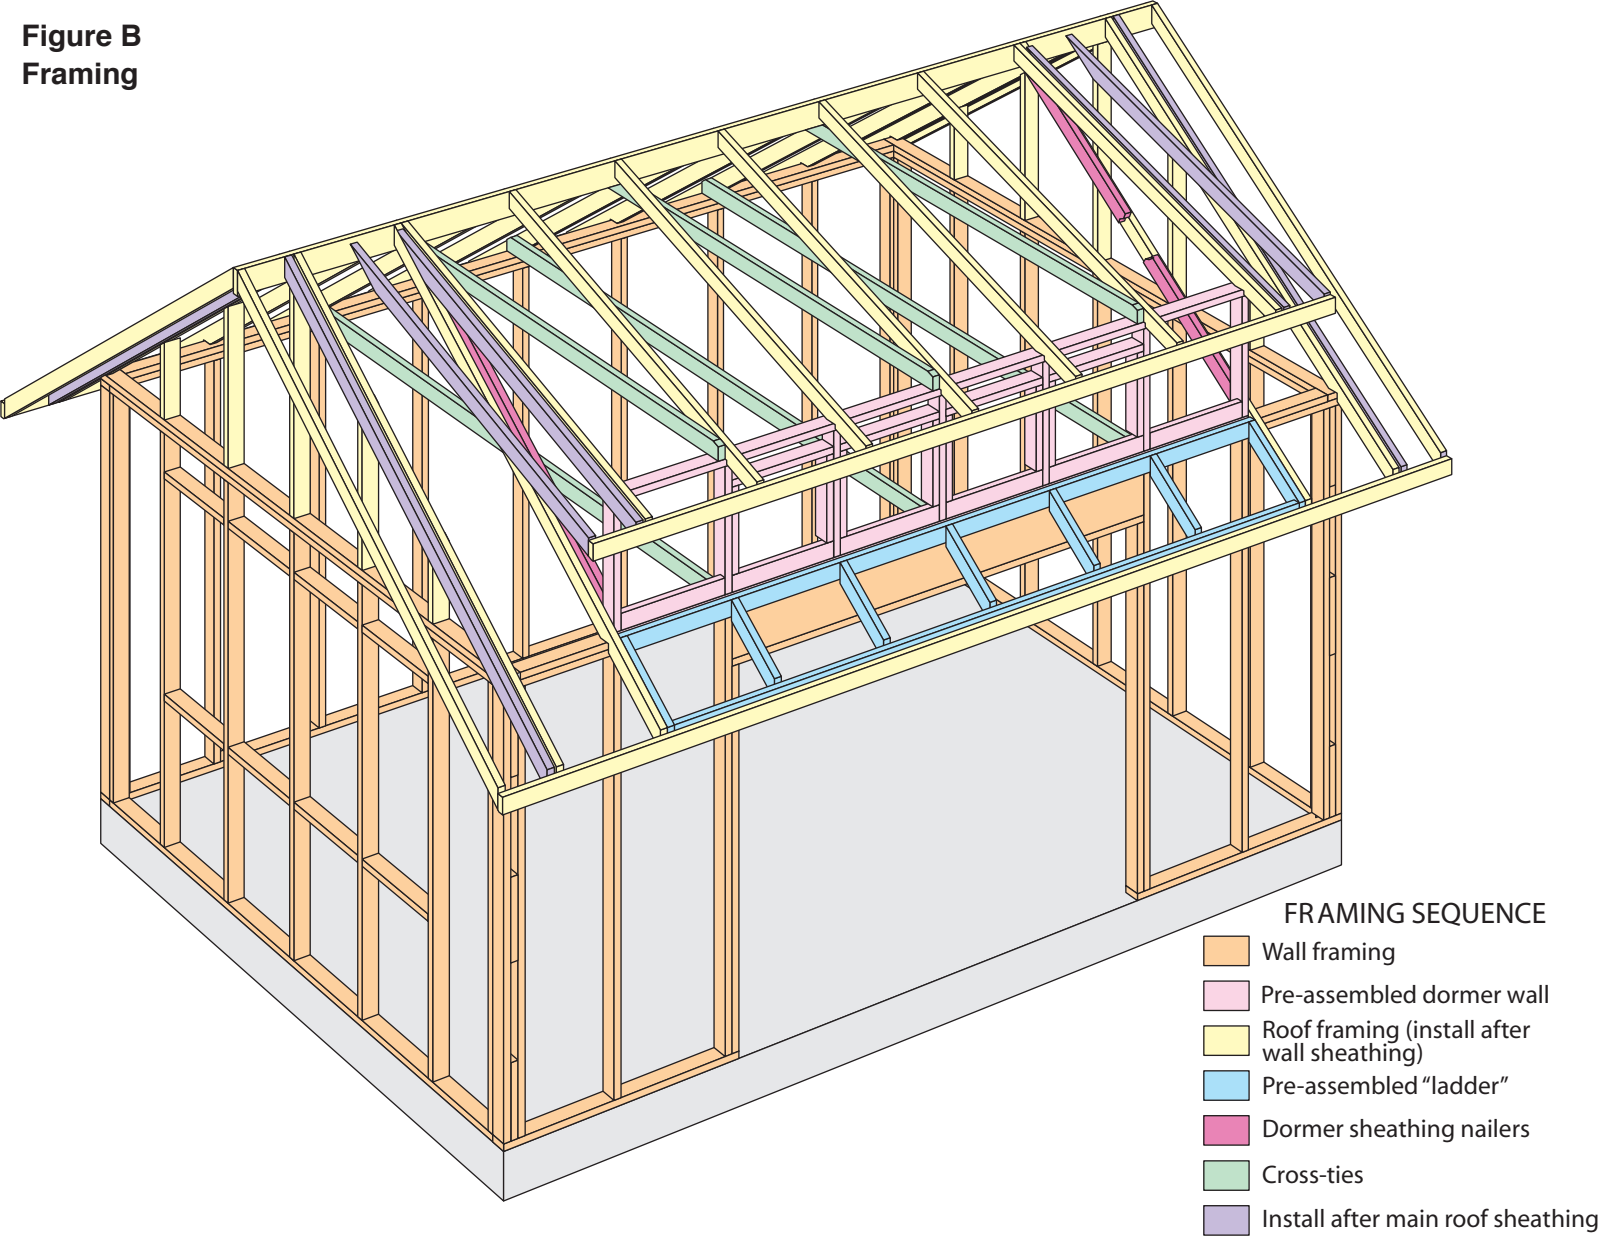 Figure B
Framing
FRAMING SEQUENCE
Wall framing
Pre-assembled dormer wall
Roof framing (install after
wall sheathing)
Pre-assembled “ladder”
Dormer sheathing nailers
Cross-ties
Install after main roof sheathing